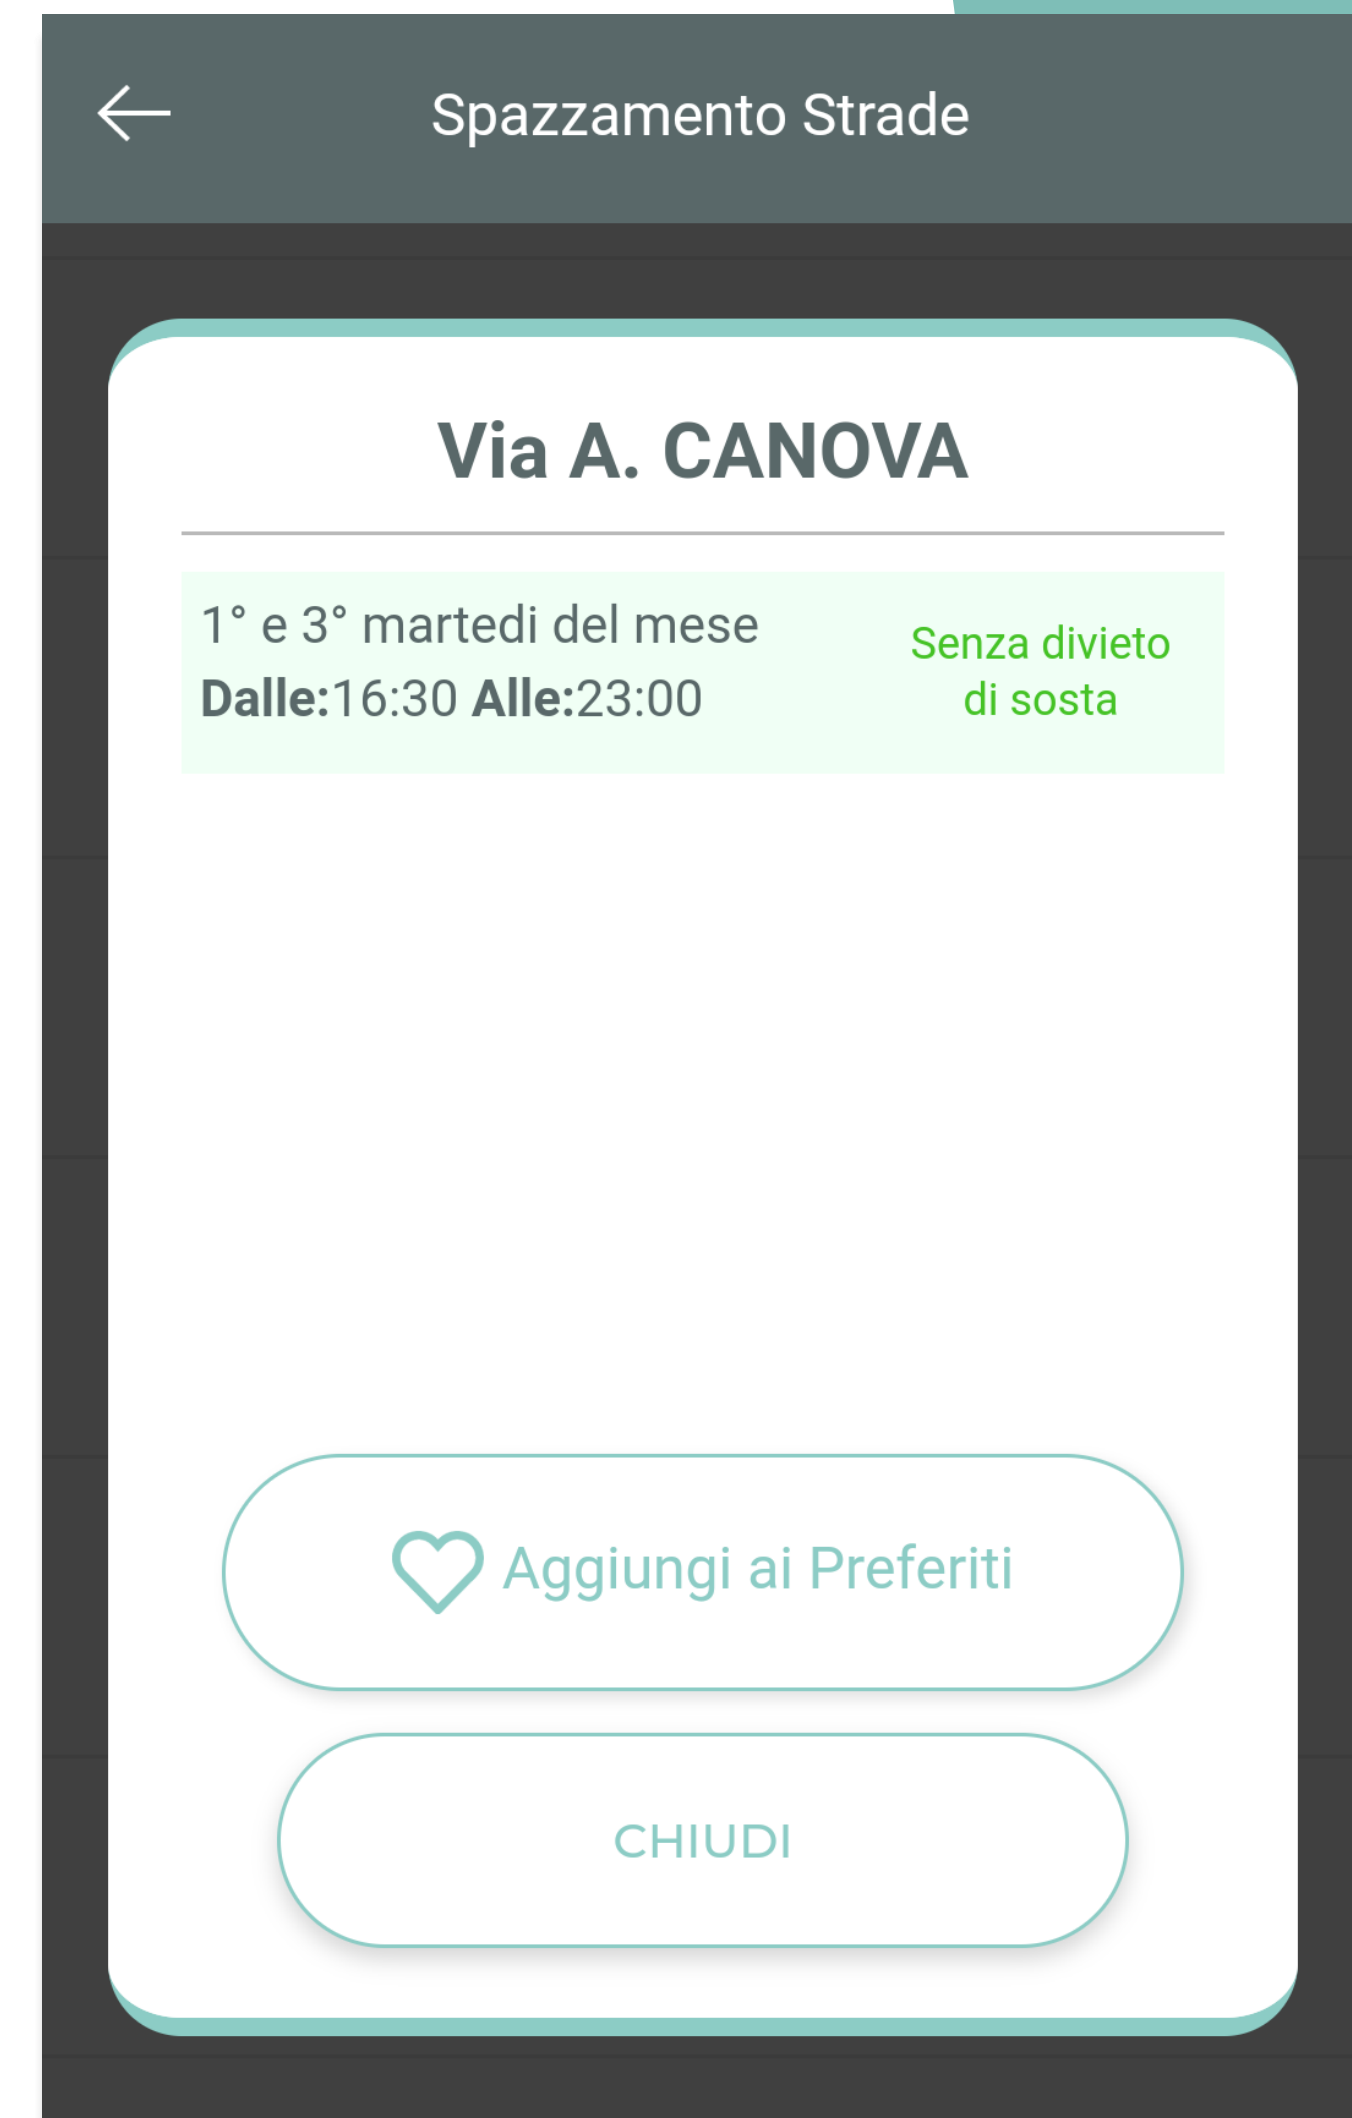 Spazzamento Strade
Via A. CANOVA
1° e 3° martedi del mese
Dalle:16:30 Alle:23:00
Senza divieto
di sosta
Aggiungi ai Preferiti
CHIUDI